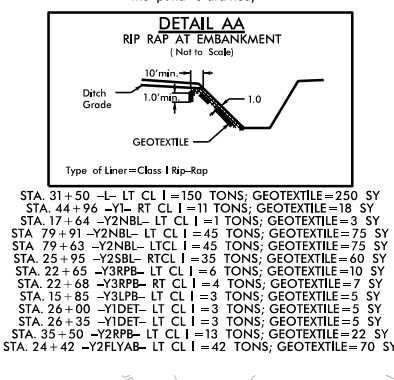 DETAIL AA
RIP RAP AT EMBANKMENT
( Not to Scale)
10'min.
Ditch
Grade
1.0'min.
1.0
GEOTEXTILE
Type of Liner=Class I Rip-Rap
STA. 31+50 -L- LT CL I =150 TONS; GEOTEXTILE=250 SY
STA. 44+96 -Y1- RT CL I =11 TONS; GEOTEXTILE=18 SY
STA. 17+64 -Y2NBL- LT CL I =1 TONS; GEOTEXTILE=3 SY
STA 79+91 -Y2NBL- LT CL I =45 TONS; GEOTEXTILE=75 SY
STA 79+63 -Y2NBL- LTCL I =45 TONS; GEOTEXTILE=75 SY
STA. 25+95 -Y2SBL- RTCL I =35 TONS; GEOTEXTILE=60 SY
STA. 22+65 -Y3RPB- LT CL I =6 TONS; GEOTEXTILE=10 SY
STA. 22+68 -Y3RPB- RT CL I =4 TONS; GEOTEXTILE=7 SY
STA. 15+85 -Y3LPB- LT CL I =3 TONS; GEOTEXTILE=5 SY
STA. 26+00 -Y1DET- LT CL I =3 TONS; GEOTEXTILE=5 SY
STA. 26+35 -Y1DET- LT CL I =3 TONS; GEOTEXTILE=5 SY
STA. 35+50 -Y2RPB- LT CL I =13 TONS; GEOTEXTILE=22 SY
STA. 24+42 -Y2FLYAB- LT CL I =42 TONS; GEOTEXTILE=70 SY